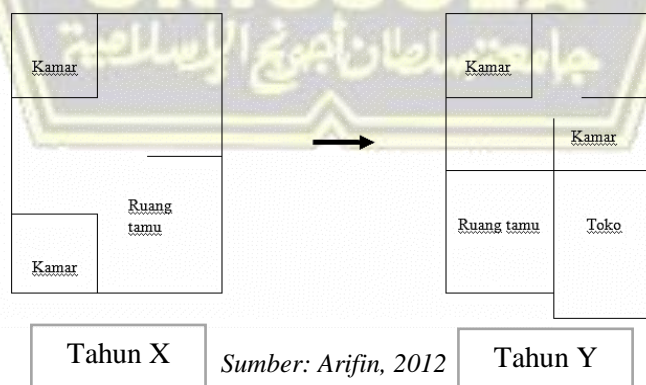 Kamar
Kamar
Kamar
Ruang
tamu
Kamar
Ruang tamu
Toko
Tahun X
Sumber: Arifin, 2012
Tahun Y